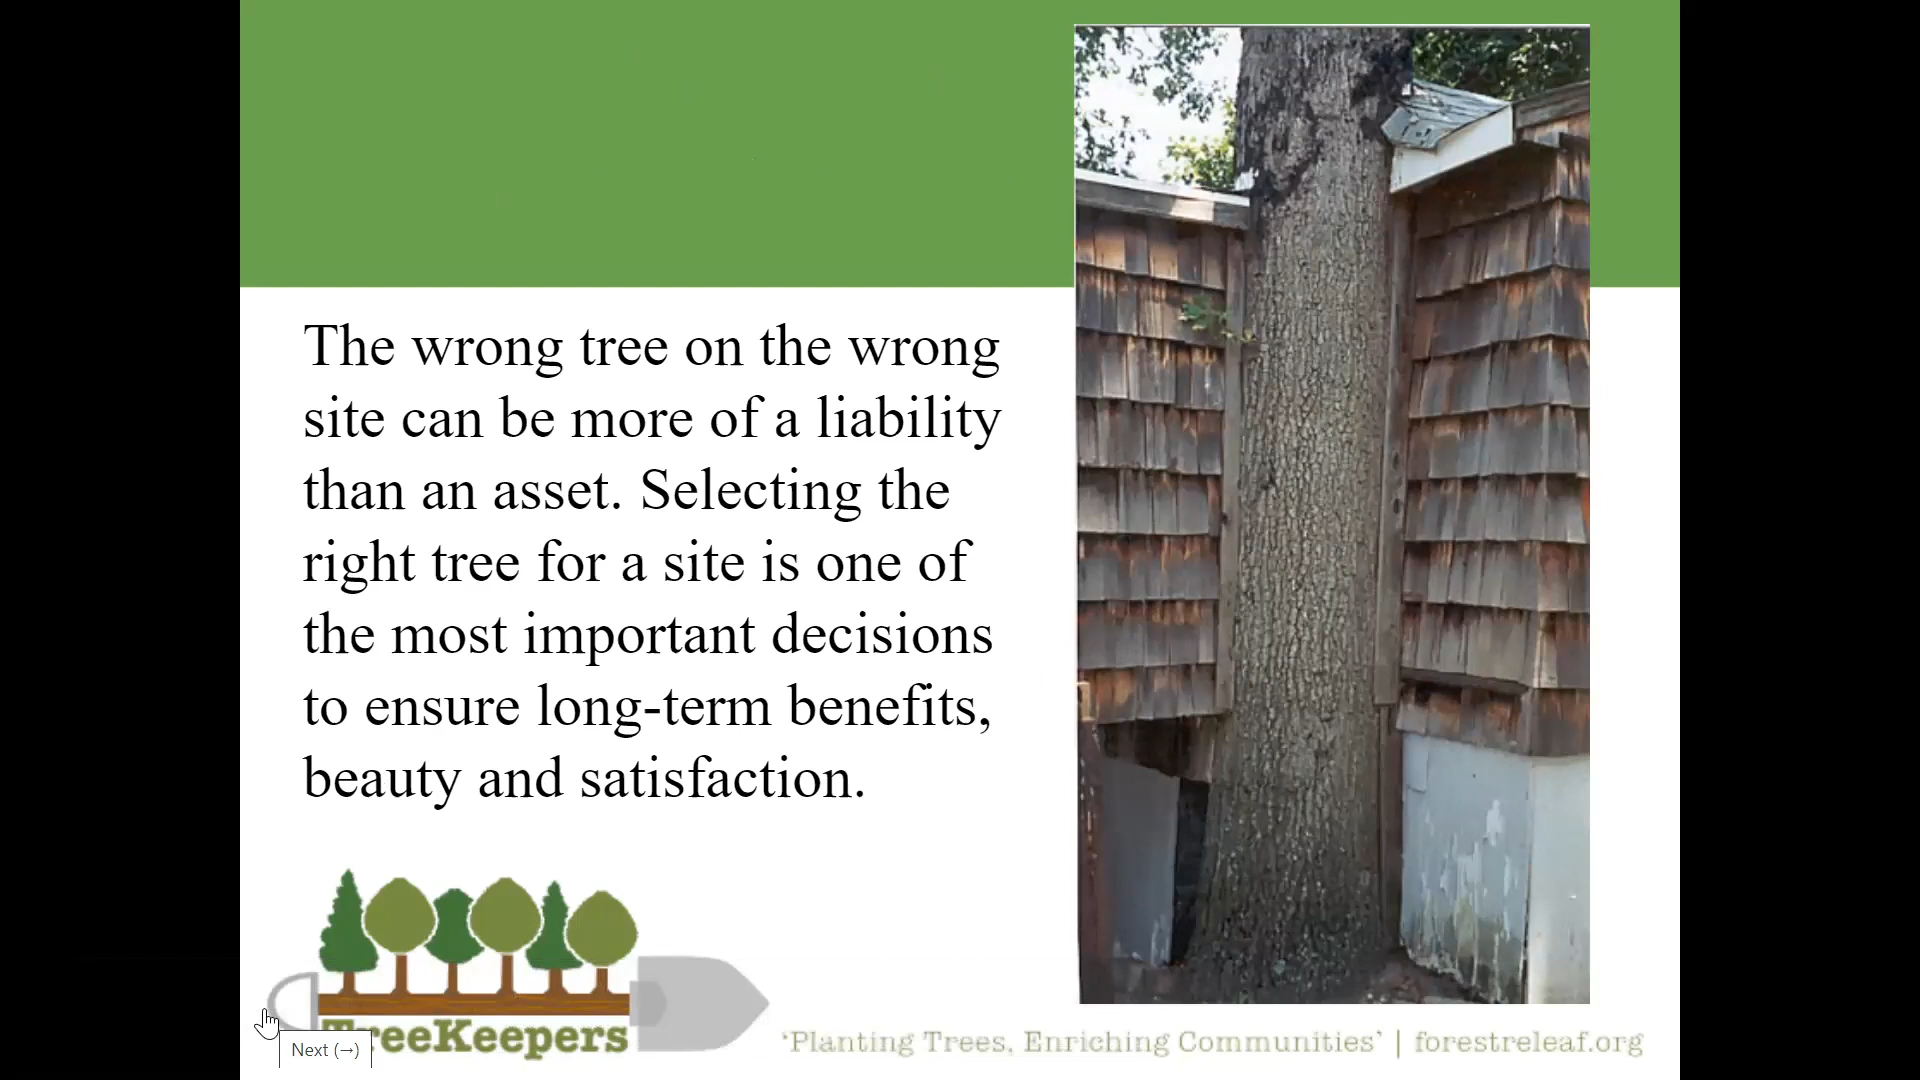 The wrong tree on the wrong
site can be more of a liability
than an asset. Selecting the
right tree for a site is one of
the most important decisions
to ensure long-term benefits,
beauty and satisfaction.
TreeKeepers
Next (→)
‘Planting Trees, Enriching Communities’ | forestreleaf.org